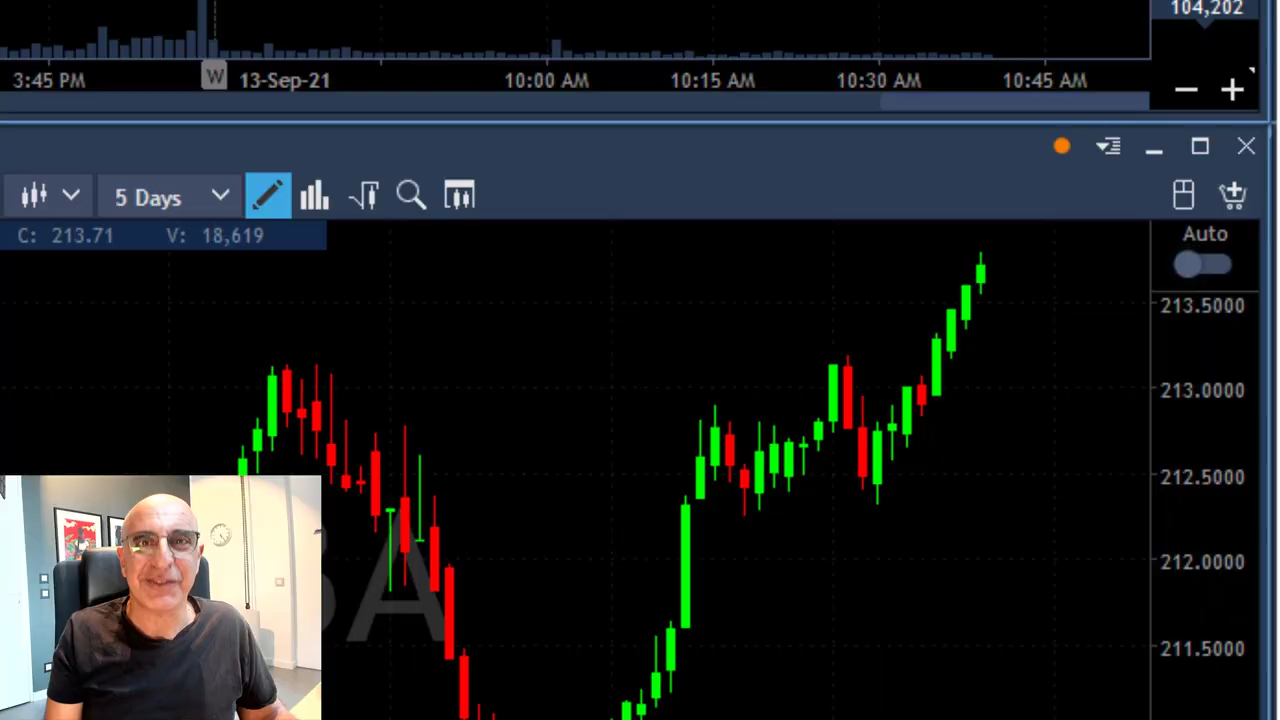 104,202
3:45 PM W 13-Sep-21 10:00 AM 10:15 AM 10:30 AM 10:45 AM
5 Days
C: 213.71 V: 18,619
Auto
213.5000
213.0000
212.5000
212.0000
211.5000
BA